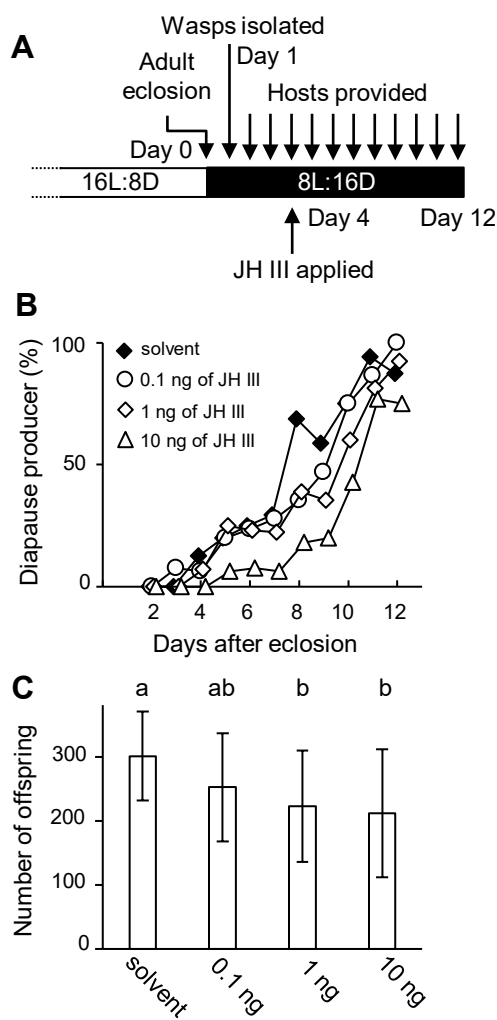 A
Wasps isolated
Day 1
Adult
eclosion
Hosts provided
Day 0
16L:8D
8L:16D
Day 4
Day 12
JH III applied
B
Diapause producer (%)
100
50
0
solvent
0.1 ng of JH III
1 ng of JH III
10 ng of JH III
2 4 6 8 10 12
Days after eclosion
C
a ab b b
Number of offspring
300
200
100
0
solvent
0.1 ng
1 ng
10 ng